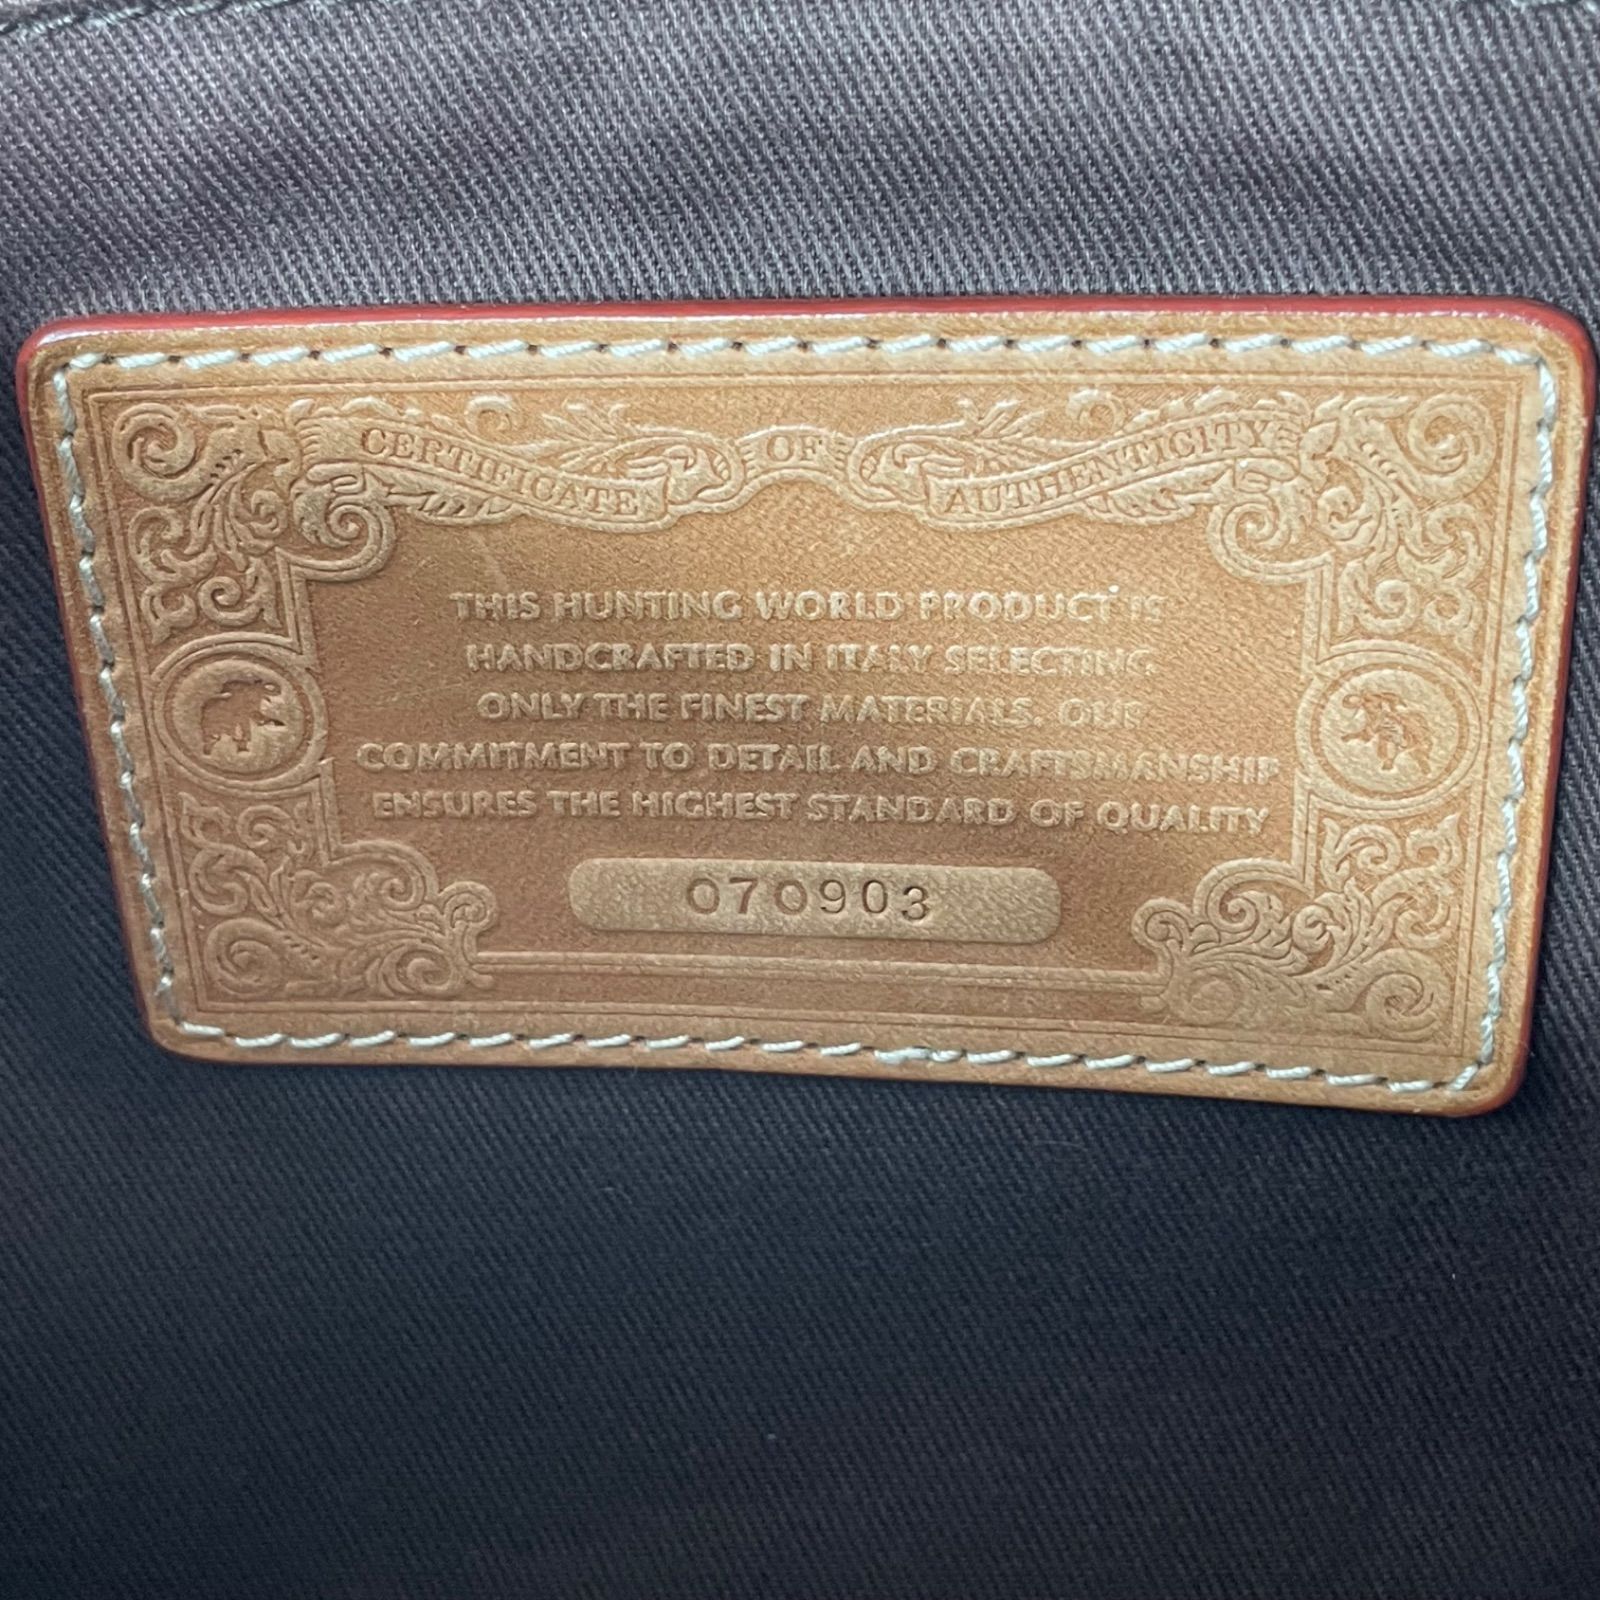 CERTIFICATE OF AUTHENTICITY
THIS HUNTING WORLD PRODUCT IS
HANDCRAFTED IN ITALY SELECTING
ONLY THE FINEST MATERIALS. OUR
COMMITMENT TO DETAIL AND CRAFTSMANSHIP
ENSURES THE HIGHEST STANDARD OF QUALITY
070903